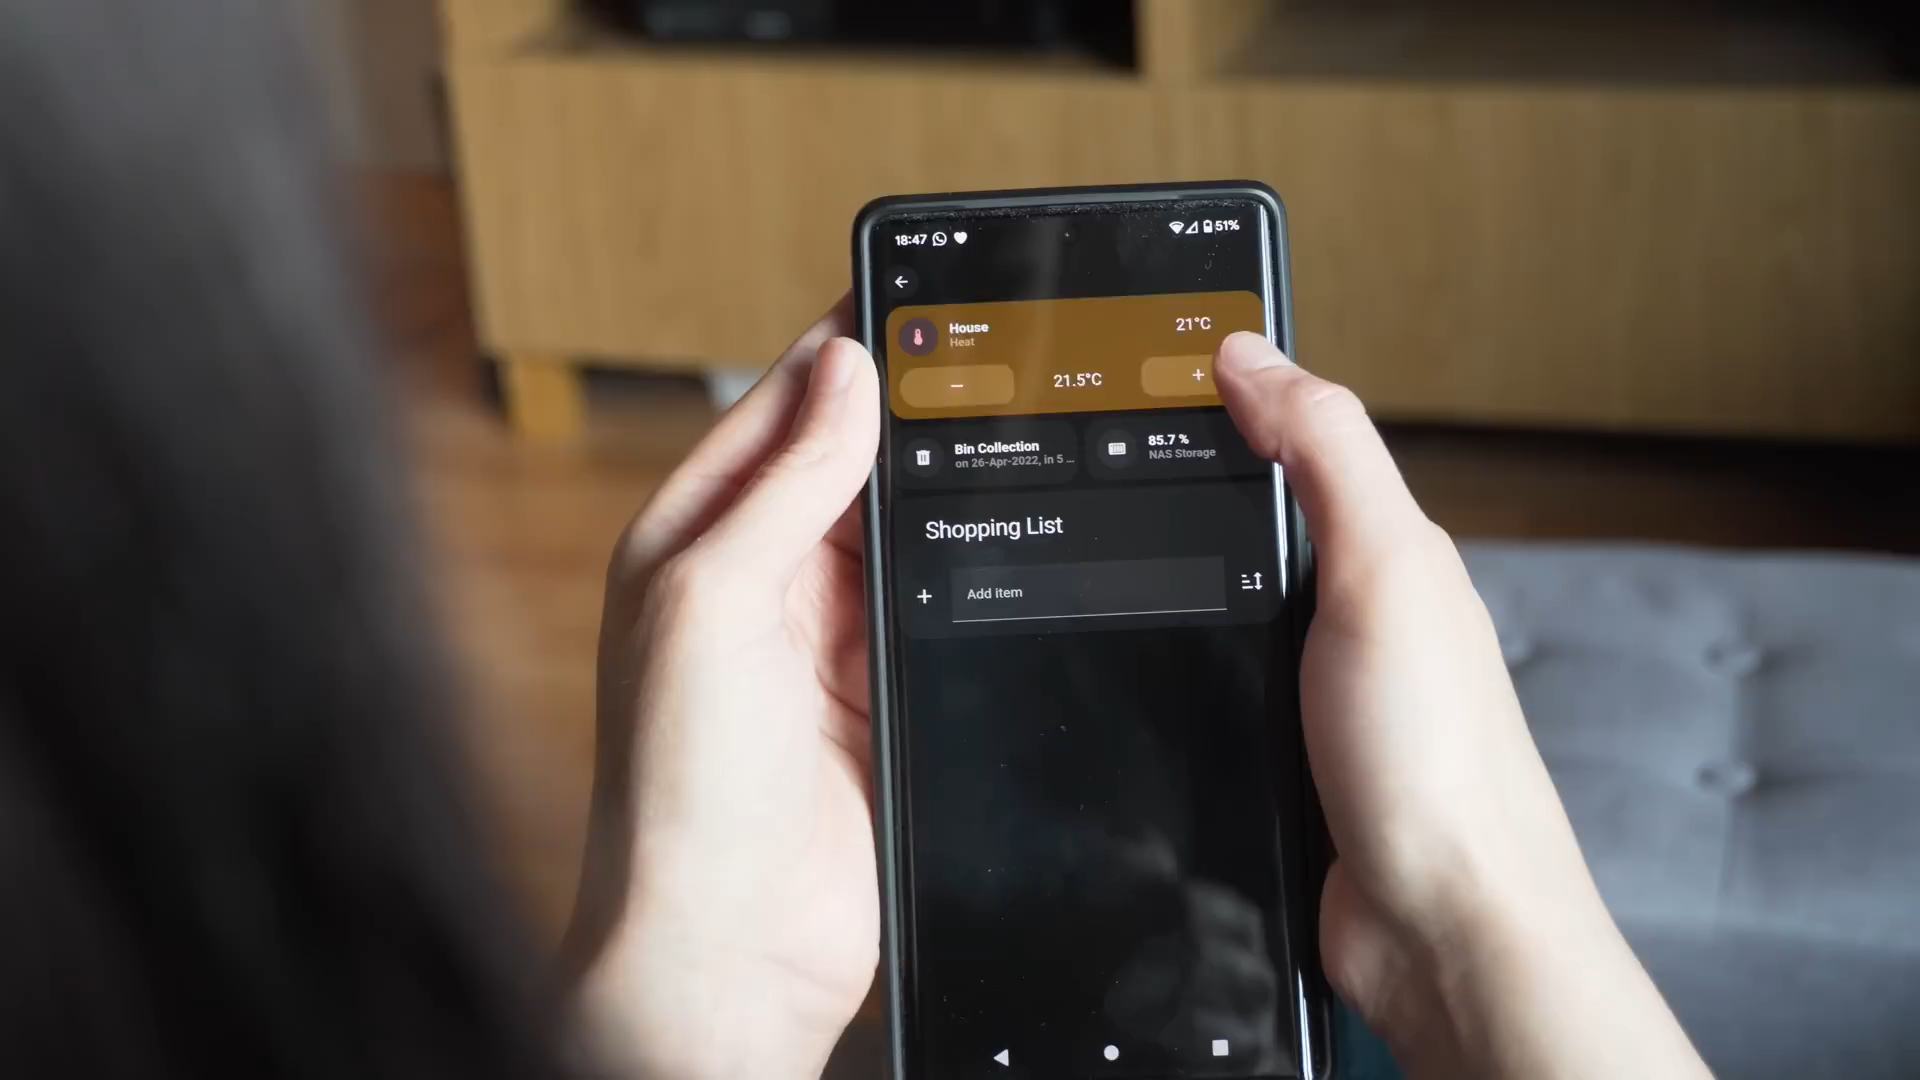 18:47
51%
House
21°C
Heat
–
21.5°C
+
Bin Collection
on 26-Apr-2022, in 5 ...
85.7 %
NAS Storage
Shopping List
+
Add item